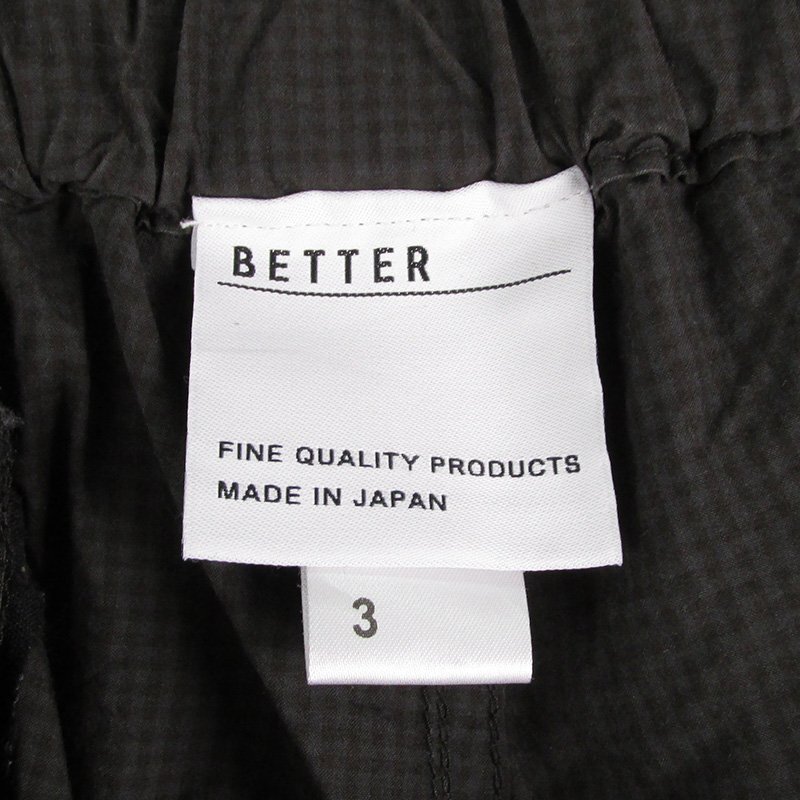 BETTER
FINE QUALITY PRODUCTS
MADE IN JAPAN
3